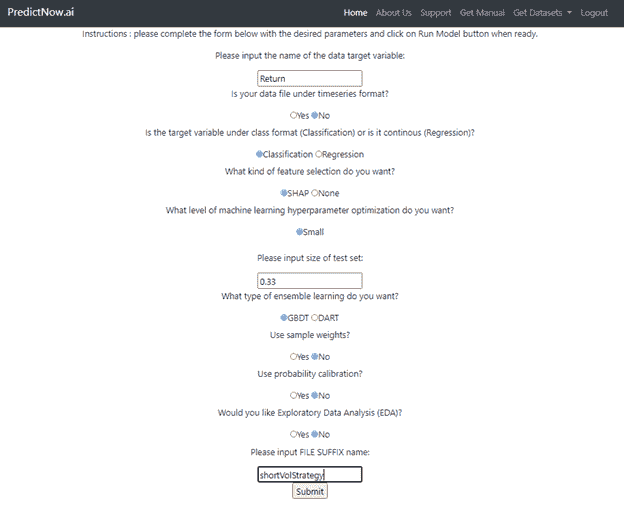 PredictNow.ai
Home About Us Support Get Manual Get Datasets Logout
Instructions : please complete the form below with the desired parameters and click on Run Model button when ready.
Please input the name of the data target variable:
Return
Is your data file under timeseries format?
Yes No
Is the target variable under class format (Classification) or is it continous (Regression)?
Classification Regression
What kind of feature selection do you want?
SHAP None
What level of machine learning hyperparameter optimization do you want?
Small
Please input size of test set:
0.33
What type of ensemble learning do you want?
GBDT DART
Use sample weights?
Yes No
Use probability calibration?
Yes No
Would you like Exploratory Data Analysis (EDA)?
Yes No
Please input FILE SUFFIX name:
shortVolStrategy
Submit